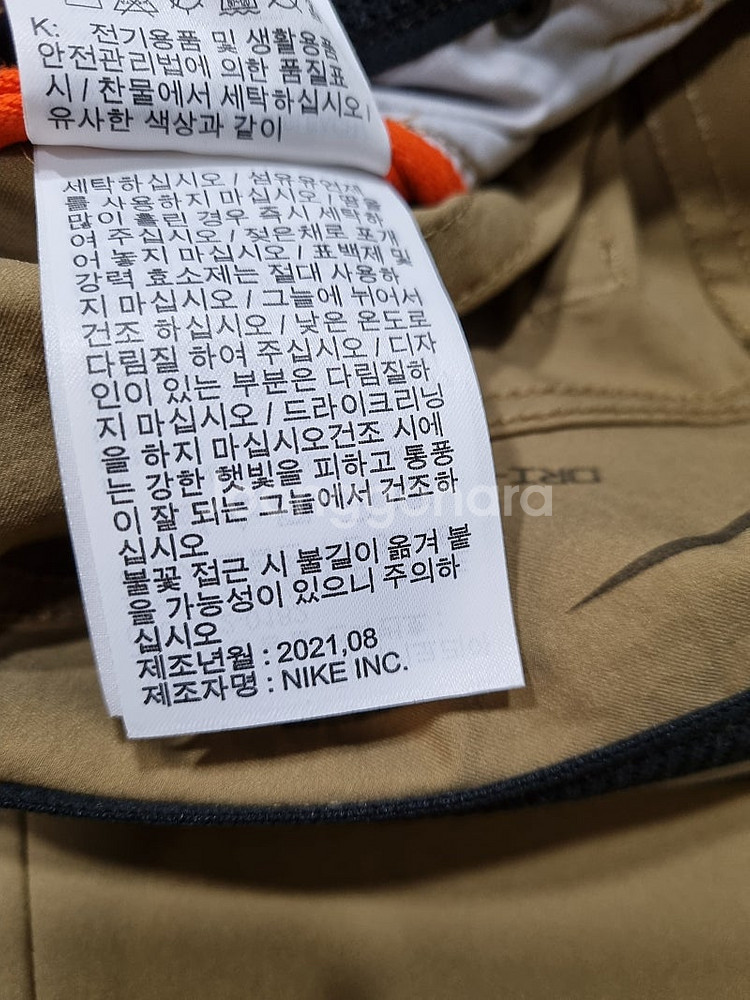 K: 전기용품 및 생활용품
안전관리법에 의한 품질표
시/찬물에서 세탁하십시오/
유사한 색상과 같이
세탁하십시오/섬유유연제
를 사용하지 마십시오/땀을
많이 흘린 경우 즉시 세탁하
여 주십시오/젖은채로 포개
어 놓지 마십시오/표백제 및
강력 효소제는 절대 사용하
지 마십시오/그늘에 뉘어서
건조 하십시오/낮은 온도로
다림질 하여 주십시오/디자
인이 있는 부분은 다림질하
지 마십시오/드라이크리닝
을 하지 마십시오건조 시에
는 강한 햇빛을 피하고 통풍
이 잘 되는 그늘에서 건조하
십시오
불꽃 접근 시 불길이 옮겨 붙
을 가능성이 있으니 주의하
십시오
제조년월 : 2021,08
제조자명 : NIKE INC.
DRI-